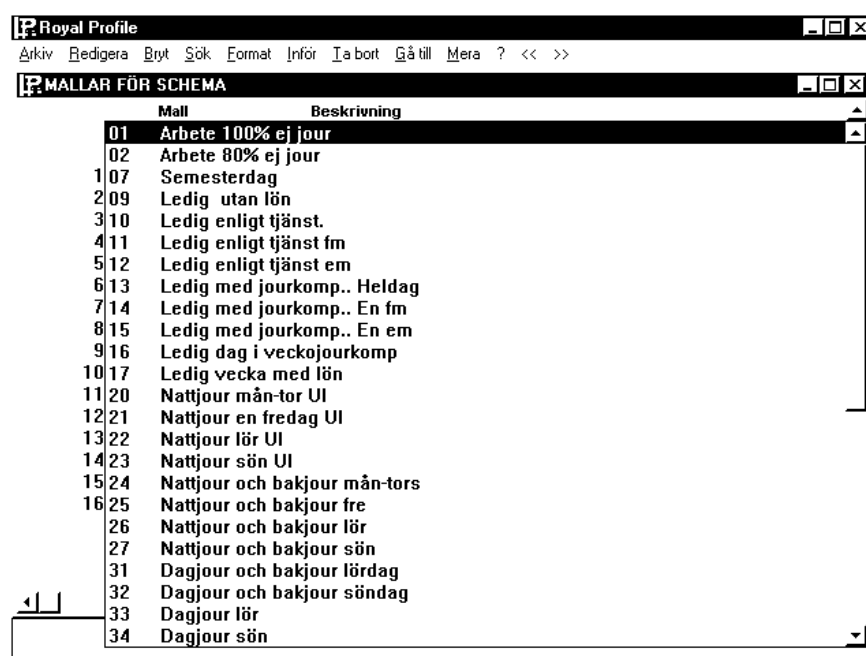 Royal Profile
Arkiv Redigera Bryt Sök Format Inför Ta bort Gå till Mera ? << >>
MALLAR FÖR SCHEMA
Mall Beskrivning
01 Arbete 100% ej jour
02 Arbete 80% ej jour
1 07 Semesterdag
2 09 Ledig utan lön
3 10 Ledig enligt tjänst.
4 11 Ledig enligt tjänst fm
5 12 Ledig enligt tjänst em
6 13 Ledig med jourkomp.. Heldag
7 14 Ledig med jourkomp.. En fm
8 15 Ledig med jourkomp.. En em
9 16 Ledig dag i veckojourkomp
10 17 Ledig vecka med lön
11 20 Nattjour mån-tor UI
12 21 Nattjour en fredag UI
13 22 Nattjour lör UI
14 23 Nattjour sön UI
15 24 Nattjour och bakjour mån-tors
16 25 Nattjour och bakjour fre
26 Nattjour och bakjour lör
27 Nattjour och bakjour sön
31 Dagjour och bakjour lördag
32 Dagjour och bakjour söndag
33 Dagjour lör
34 Dagjour sön